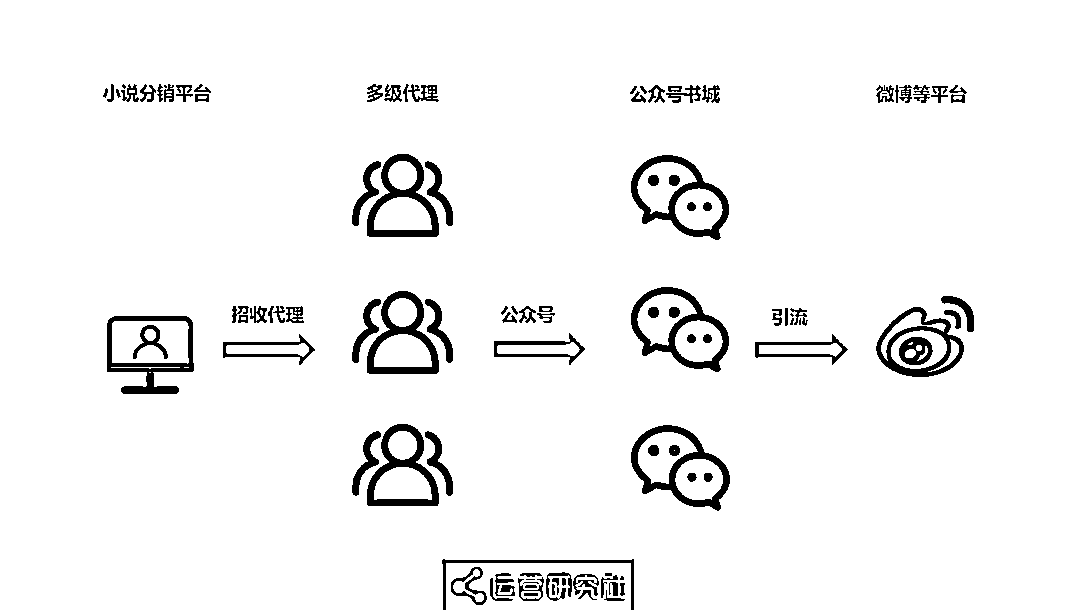 小说分销平台
多级代理
公众号书城
微博等平台
招收代理
公众号
引流
运营研究社